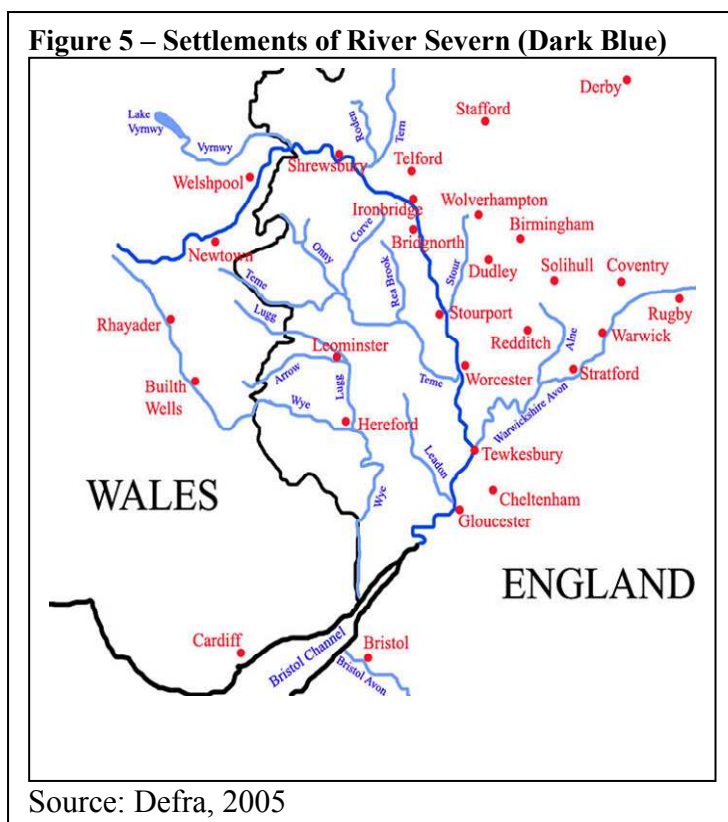 Figure 5 – Settlements of River Severn (Dark Blue)
Derby
Lake
Vyrnwy
Vyrnwy
Roden
Tern
Stafford
Shrewsbury
Telford
Welshpool
Ironbridge
Wolverhampton
Bridgnorth
Birmingham
Newtown
Onny
Corve
Rea Brook
Stour
Dudley
Solihull
Coventry
Teme
Lugg
Rhayader
Stourport
Rugby
Redditch
Alne
Warwick
Leominster
Arrow
Lugg
Teme
Worcester
Stratford
Builth
Wells
Wye
Hereford
Warwickshire Avon
Leadon
Tewkesbury
WALES
Wye
Cheltenham
Gloucester
ENGLAND
Cardiff
Bristol Channel
Bristol
Bristol Avon
Source: Defra, 2005